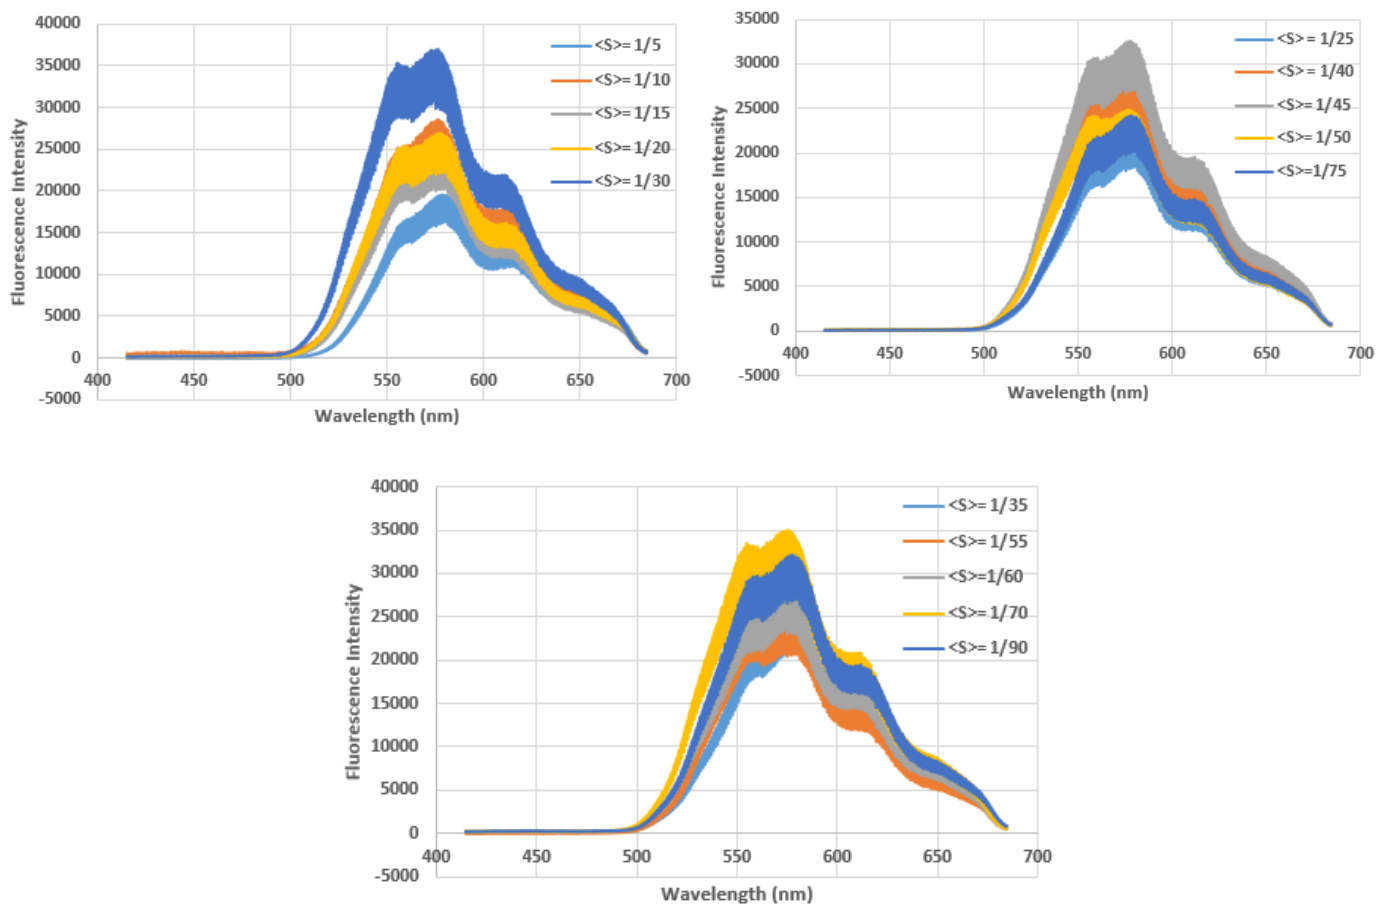 40000
35000
30000
25000
20000
15000
10000
5000
0
-5000
Fluorescence Intensity
400
500
550
600
650
700
Wavelength (nm)
<S>= 1/5
<S>= 1/10
<S>= 1/15
<S>= 1/20
<S>= 1/30
35000
30000
25000
20000
15000
10000
5000
0
-5000
Fluorescence Intensity
400
450
500
550
600
650
700
Wavelength (nm)
<S> = 1/25
<S> = 1/40
<S>= 1/45
<S>= 1/50
<S>=1/75
40000
35000
30000
25000
20000
15000
10000
5000
0
-5000
Fluorescence Intensity
400
450
500
550
600
650
700
Wavelength (nm)
<S>= 1/35
<S>= 1/55
<S>=1/60
<S>= 1/70
<S>= 1/90